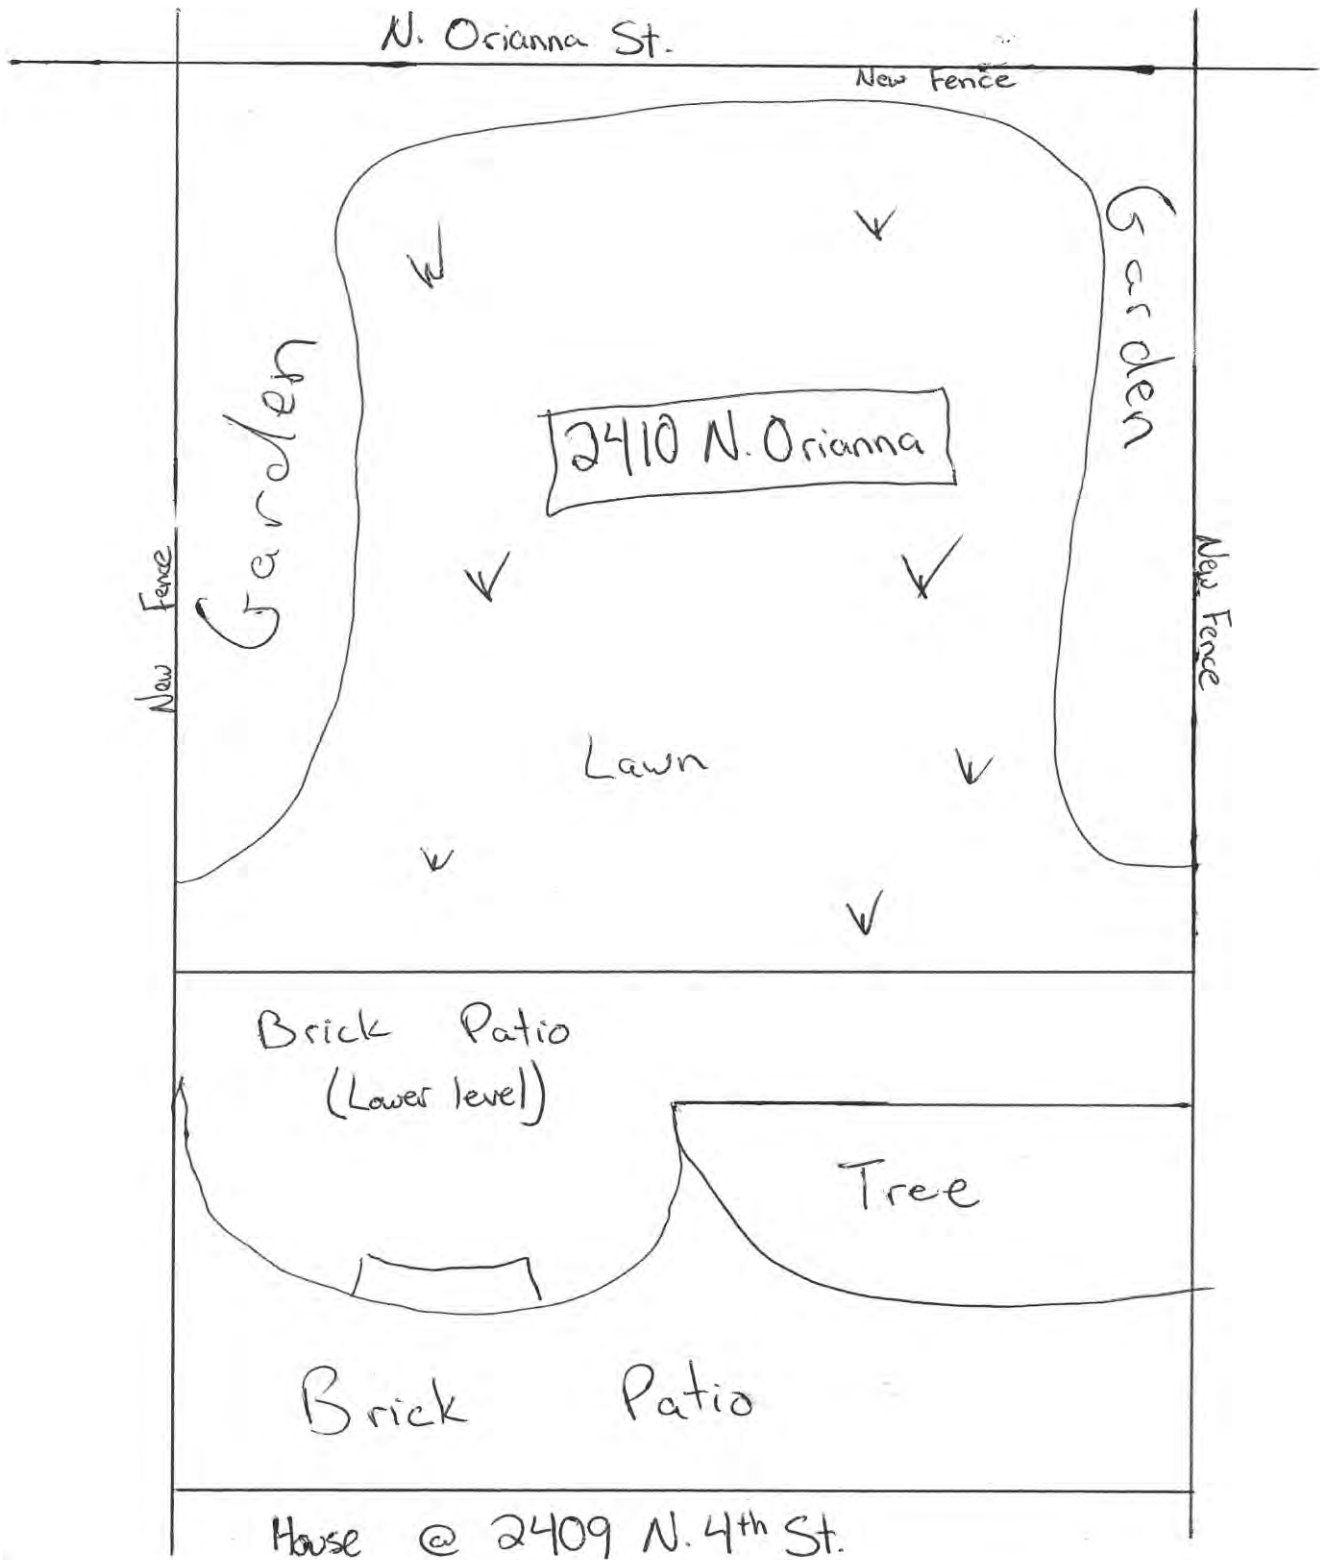 N. Orianna St.
New Fence
Garden
Garden
2410 N. Orianna
New Fence
New Fence
Lawn
Brick Patio
(Lower level)
Tree
Brick Patio
House @ 2409 N. 4th St.